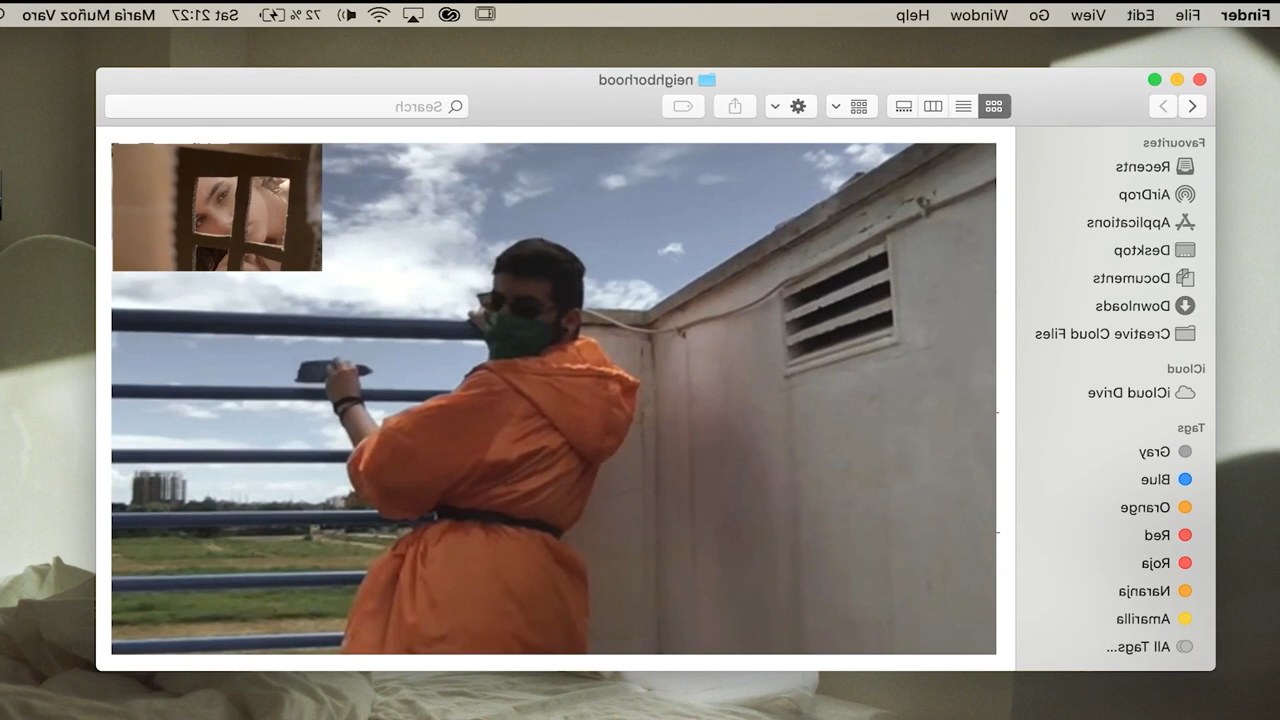 Finder File Edit View Go Window Help 72 % Sat 21:27 María Muñoz Varo
neighborhood
Search
Favourites
Recents
AirDrop
Applications
Desktop
Documents
Downloads
Creative Cloud Files
iCloud
iCloud Drive
Tags
Gray
Blue
Orange
Red
Roja
Naranja
Amarilla
All Tags...